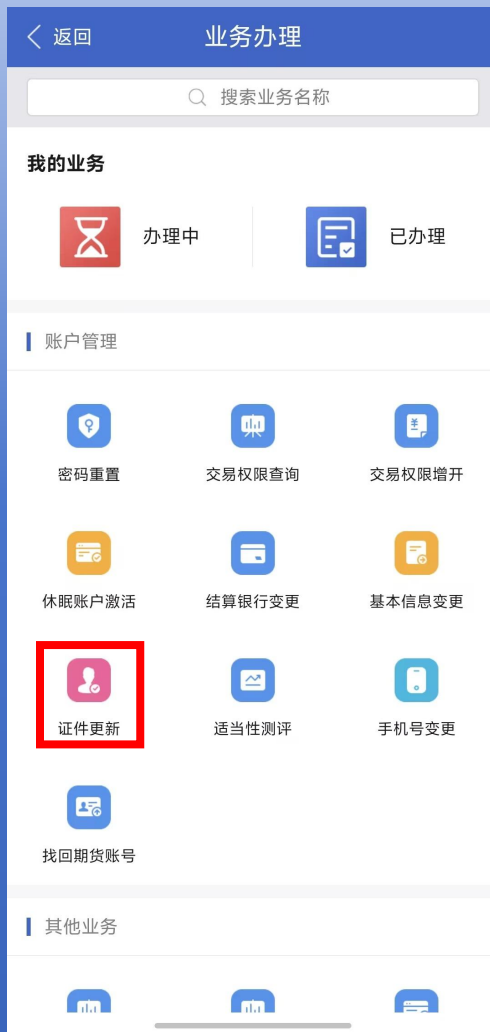 返回 业务办理
搜索业务名称
我的业务
办理中 已办理
账户管理
密码重置 交易权限查询 交易权限增开
休眠账户激活 结算银行变更 基本信息变更
证件更新 适当性测评 手机号变更
找回期货账号
其他业务